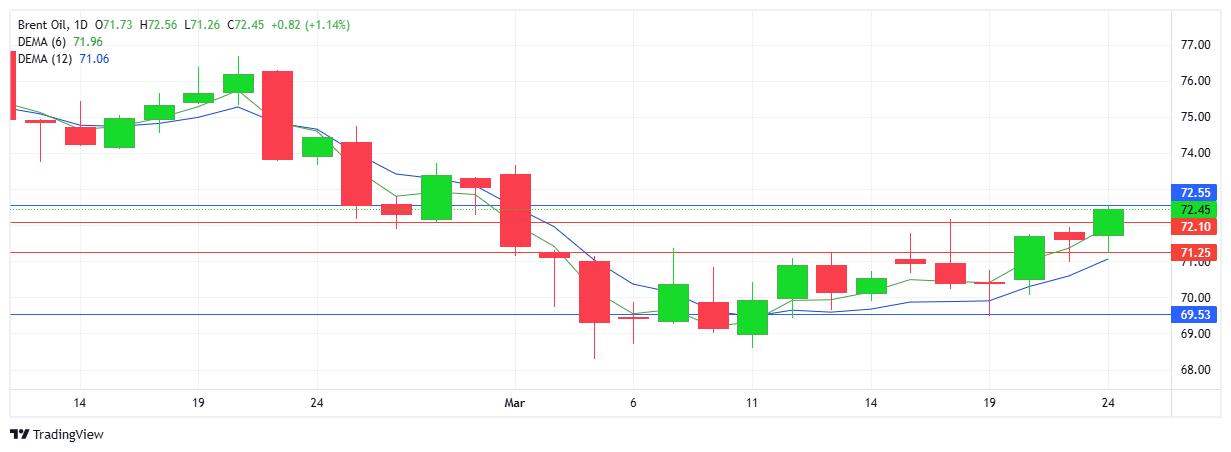 Brent Oil, 1D O71.73 H72.56 L71.26 C72.45 +0.82 (+1.14%)
DEMA (6) 71.96
DEMA (12) 71.06
77.00
76.00
75.00
74.00
72.55
72.45
72.10
71.25
71.00
70.00
69.53
69.00
68.00
14 19 24 Mar 6 11 14 19 24
TradingView